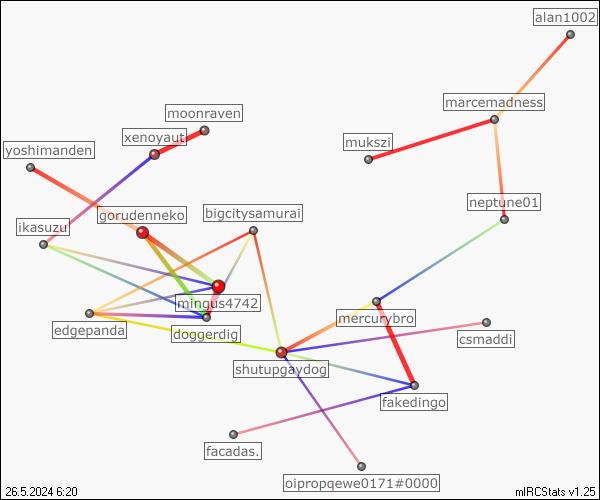 alan1002
marcemadness
moonraven
xenoyaut
mukszi
yoshimanden
neptune01
gorudenneko
bigcitysamurai
ikasuzu
mingus4742
mercurybro
edgepanda
doggerdig
csmaddi
shutupgaydog
fakedingo
facadas.
oipropqewe0171#0000
26.5.2024 6:20
mIRCStats v1.25